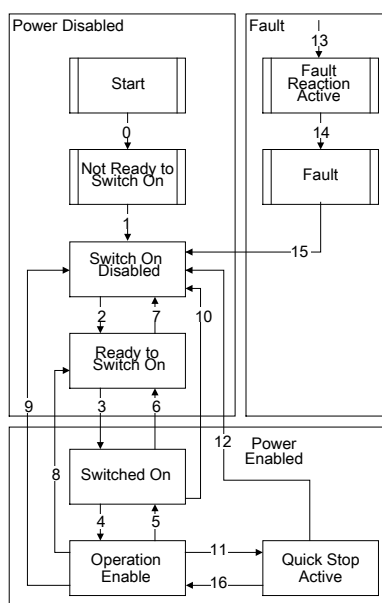 Power Disabled
Fault
13
Start
Fault
Reaction
Active
0
14
Not Ready to
Switch On
Fault
1
15
Switch On
Disabled
2
7
10
Ready to
Switch On
9
3
6
12
Power
Enabled
8
Switched On
4
5
Operation
Enable
11
16
Quick Stop
Active